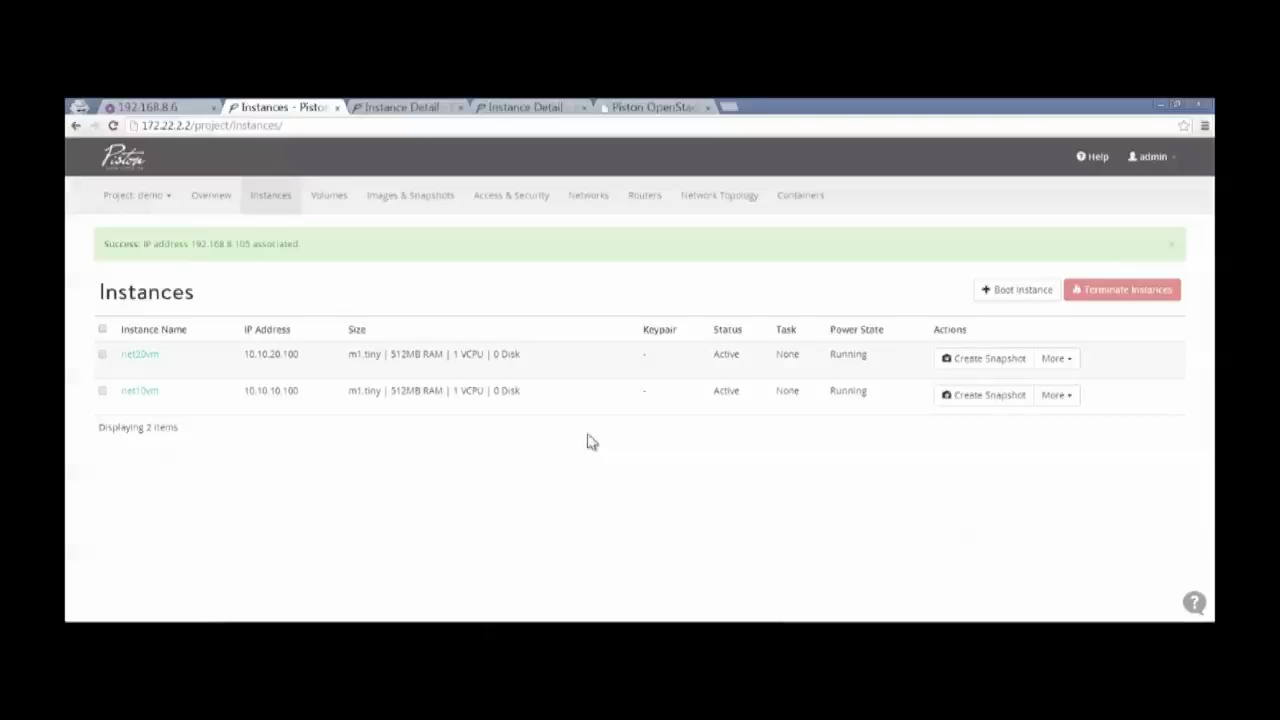 192.168.8.6 Instances - Pisto Instance Detail Instance Detail Piston OpenSta
172.22.2.2/project/instances/
Piston Help admin
Project: demo Overview Instances Volumes Images & Snapshots Access & Security Networks Routers Network Topology Containers
Success: IP address 192.168.8.105 associated.
Instances Boot Instance Terminate Instances
Instance Name IP Address Size Keypair Status Task Power State Actions
net20vm 10.10.20.100 m1.tiny | 512MB RAM | 1 VCPU | 0 Disk - Active None Running Create Snapshot More
net10vm 10.10.10.100 m1.tiny | 512MB RAM | 1 VCPU | 0 Disk - Active None Running Create Snapshot More
Displaying 2 items
?